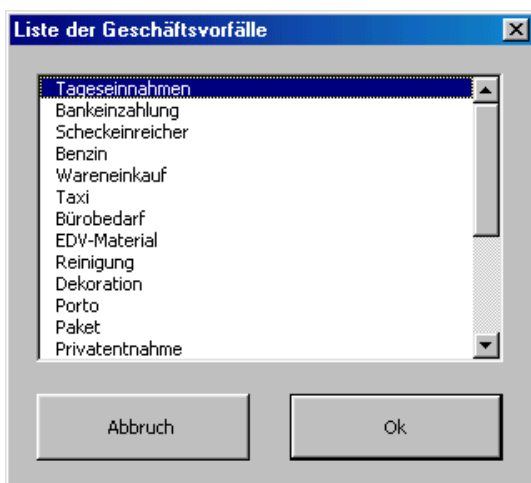 Liste der Geschäftsvorfälle
Tageseinnahmen
Bankeinzahlung
Scheckeinreicher
Benzin
Wareneinkauf
Taxi
Bürobedarf
EDV-Material
Reinigung
Dekoration
Porto
Paket
Privatentnahme
Abbruch
Ok